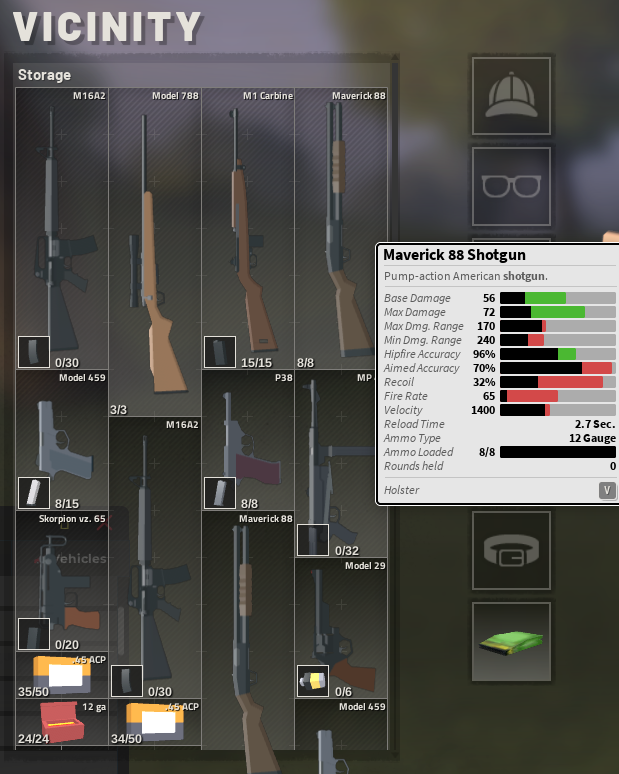 VICINITY
Storage
M16A2
Model 788
M1 Carbine
Maverick 88
0/30
15/15
8/8
Model 459
3/3
P38
MP
M16A2
8/15
8/8
0/32
Skorpion vz. 65
Maverick 88
Vehicles
Model 29
0/20
.45 ACP
35/50
0/30
0/6
12 ga
.45 ACP
Model 459
24/24
34/50
Maverick 88 Shotgun
Pump-action American shotgun.
Base Damage 56
Max Damage 72
Max Dmg. Range 170
Min Dmg. Range 240
Hipfire Accuracy 96%
Aimed Accuracy 70%
Recoil 32%
Fire Rate 65
Velocity 1400
Reload Time 2.7 Sec.
Ammo Type 12 Gauge
Ammo Loaded 8/8
Rounds held 0
Holster V